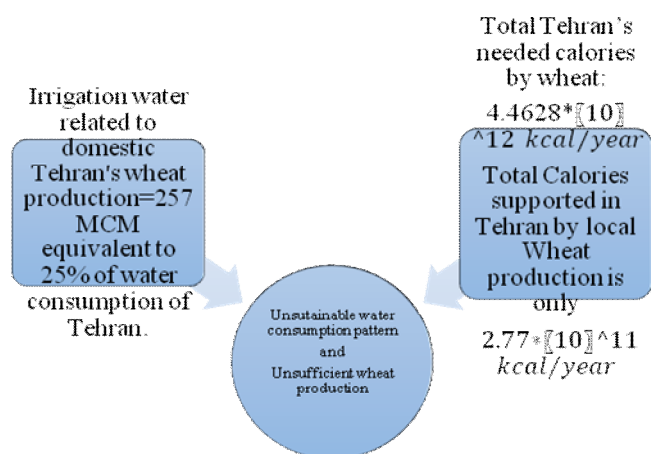 Irrigation water
related to
domestic
Tehran's wheat
production=257
MCM
equivalent to
25% of water
consumption of
Tehran.
Total Tehran's
needed calories
by wheat:
4.4628*〖10〗
^12 kcal/year
Total Calories
supported in
Tehran by local
Wheat
production is
only
2.77*〖10〗^11
kcal/year
Unsutainable water
consumption pattern
and
Unsufficient wheat
production